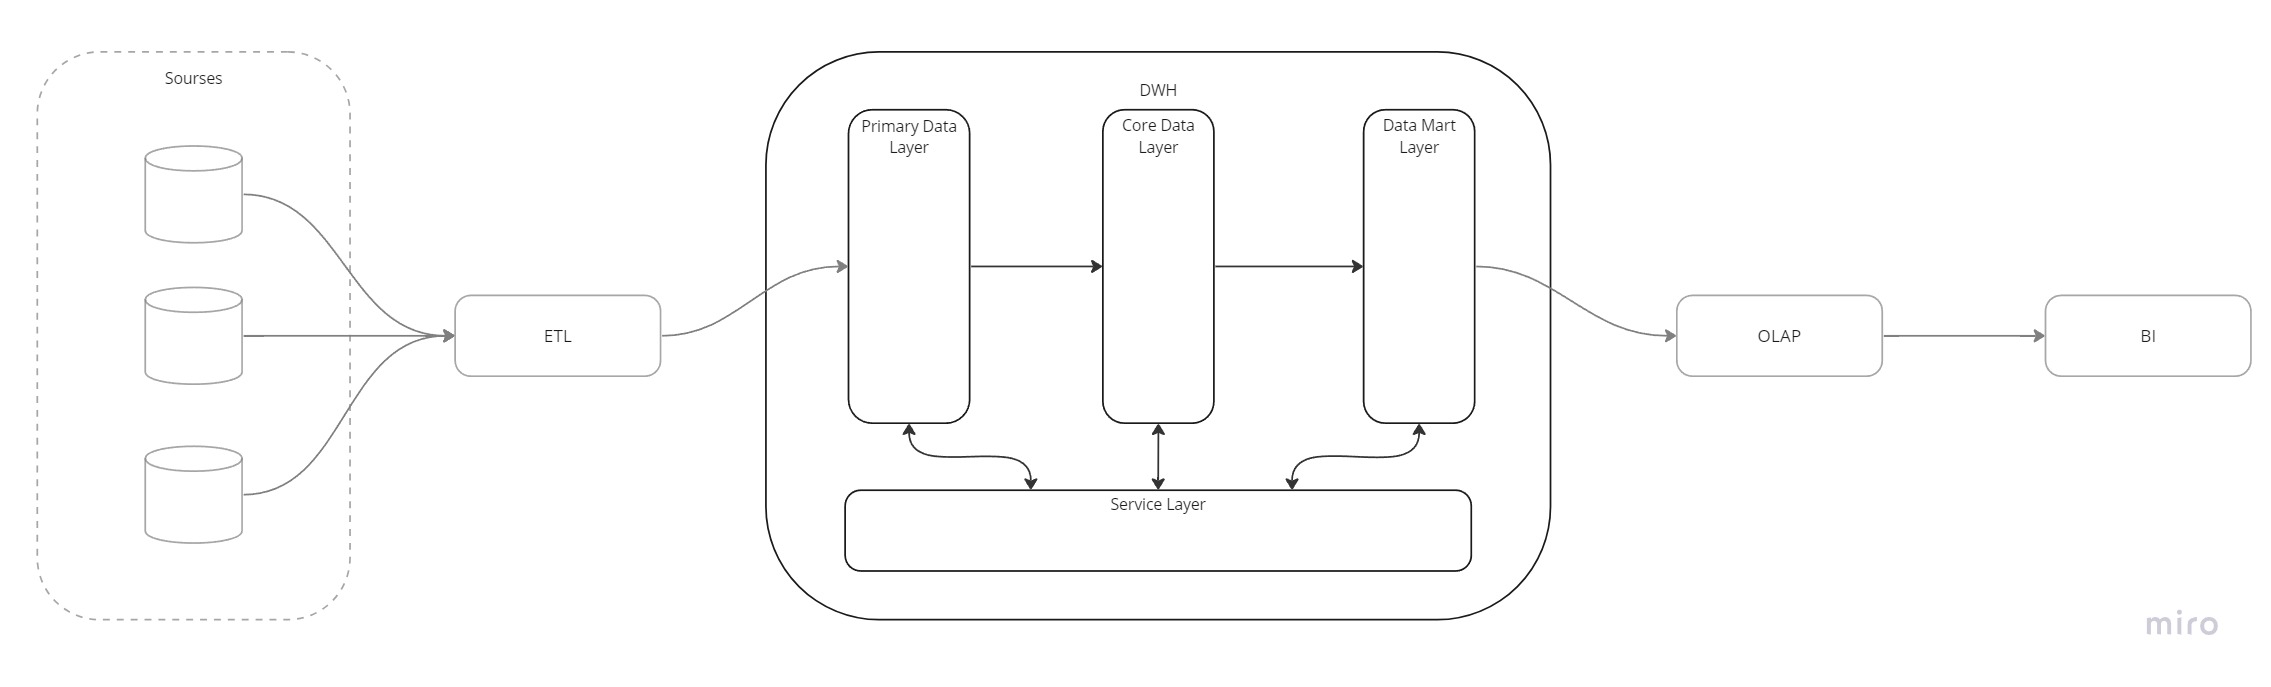 Sourses
DWH
Primary Data
Layer
Core Data
Layer
Data Mart
Layer
ETL
OLAP
BI
Service Layer
miro